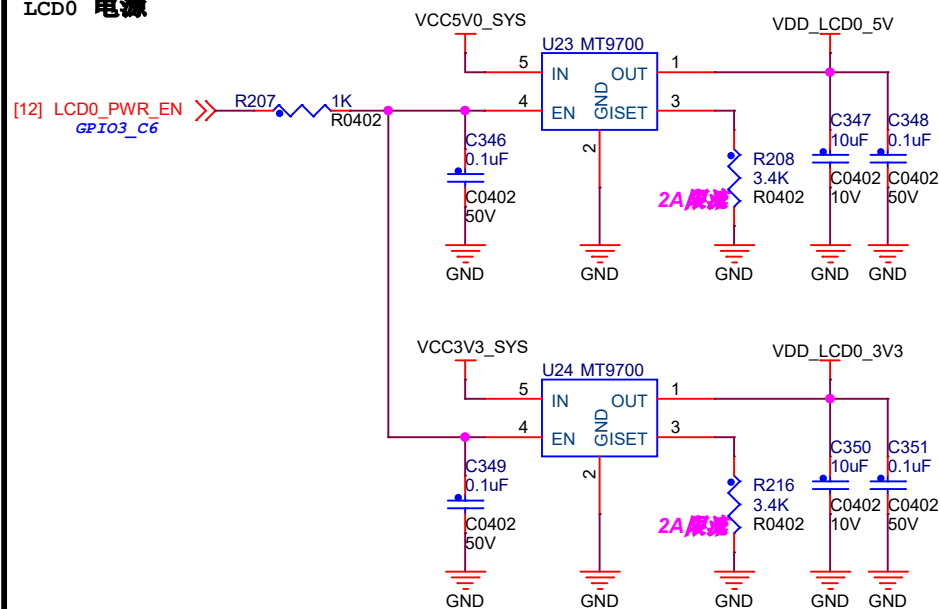 LCD0 电源
VCC5V0_SYS
VDD_LCD0_5V
U23 MT9700
5
IN
OUT
1
[12] LCD0_PWR_EN
GPIO3_C6
R207
1K
R0402
4
EN
GND
ISET
3
2
C346
0.1uF
C0402
50V
R208
3.4K
R0402
2A限流
C347
10uF
C0402
10V
C348
0.1uF
C0402
50V
GND
GND
GND
GND
GND
VCC3V3_SYS
VDD_LCD0_3V3
U24 MT9700
5
IN
OUT
1
4
EN
GND
ISET
3
2
C349
0.1uF
C0402
50V
R216
3.4K
R0402
2A限流
C350
10uF
C0402
10V
C351
0.1uF
C0402
50V
GND
GND
GND
GND
GND